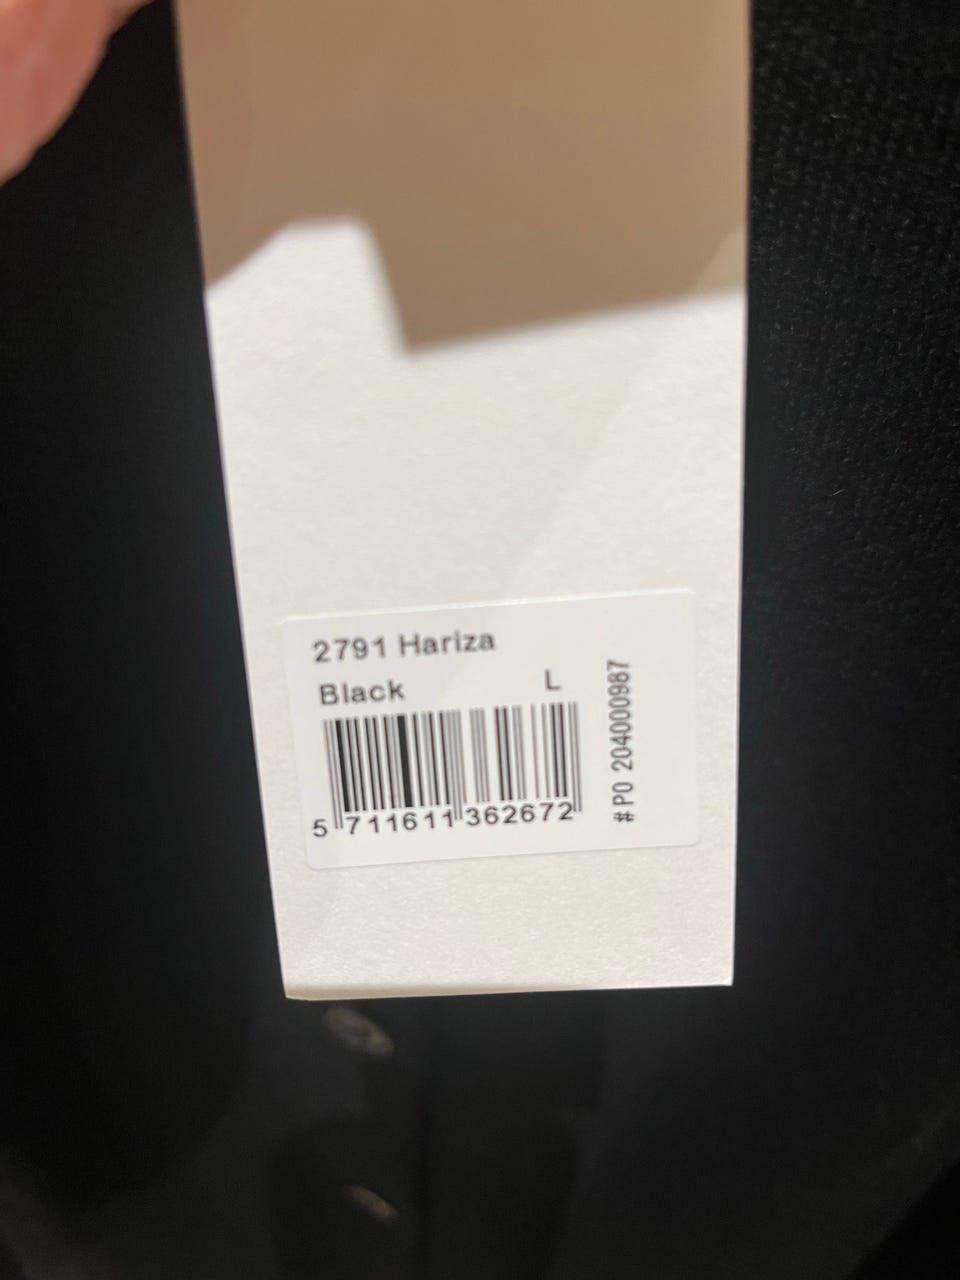 2791 Hariza
Black L
5 711611 362672
# PO 204000987